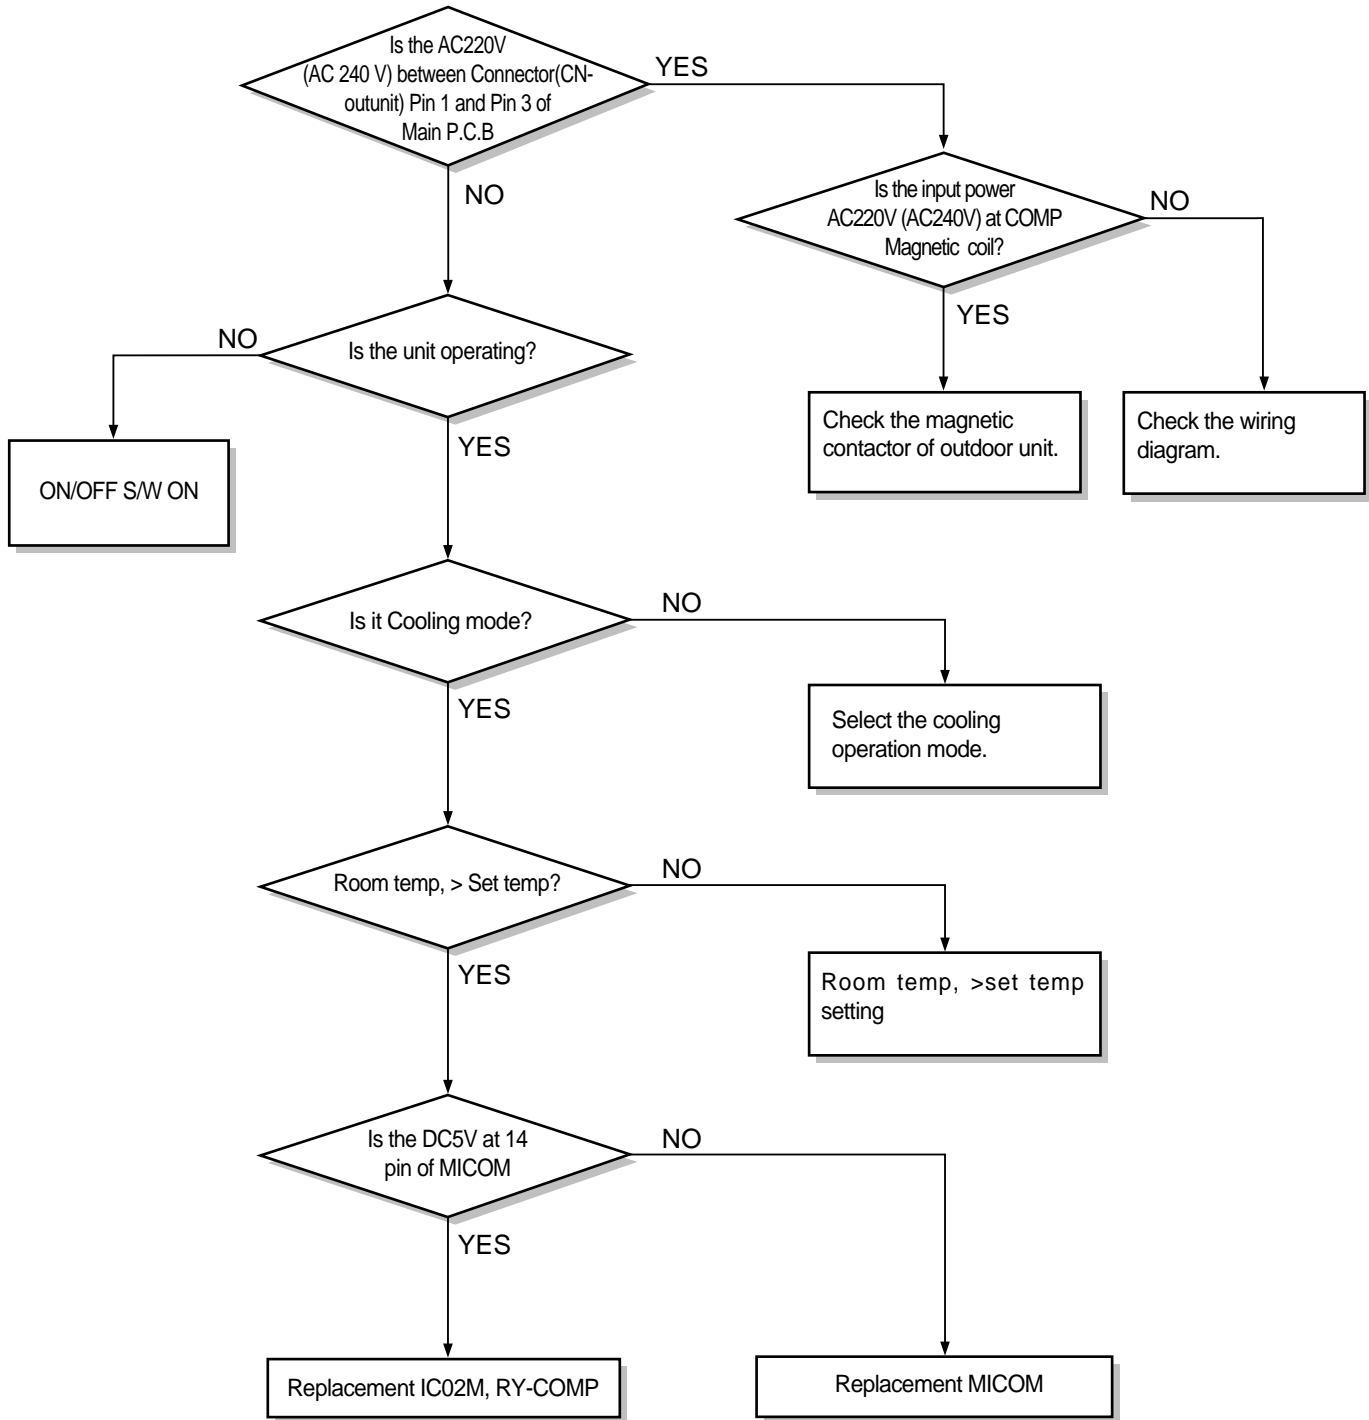 Is the AC220V
(AC 240 V) between Connector(CN-
outunit) Pin 1 and Pin 3 of
Main P.C.B
YES
NO
Is the input power
AC220V (AC240V) at COMP
Magnetic coil?
NO
YES
Check the magnetic
contactor of outdoor unit.
Check the wiring
diagram.
Is the unit operating?
NO
YES
ON/OFF S/W ON
Is it Cooling mode?
NO
YES
Select the cooling
operation mode.
Room temp, > Set temp?
NO
YES
Room temp, >set temp
setting
Is the DC5V at 14
pin of MICOM
NO
YES
Replacement IC02M, RY-COMP
Replacement MICOM